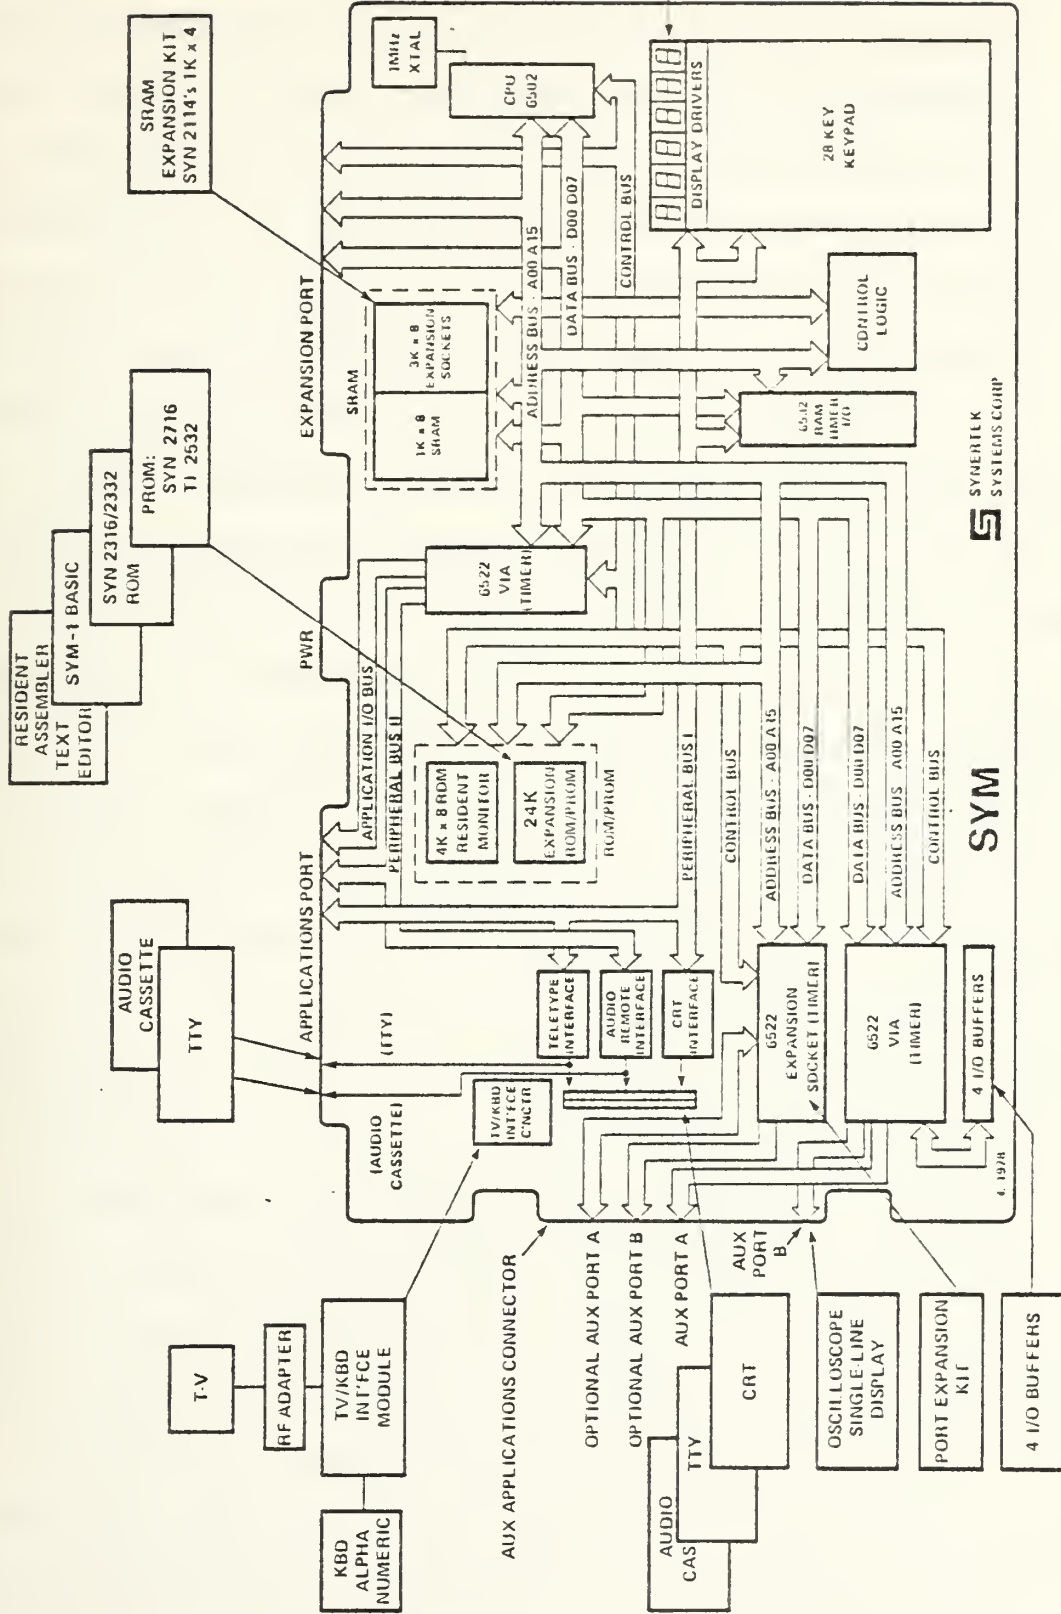 RESIDENT
ASSEMBLER
TEXT
EDITOR
SYM-1 BASIC
SYN 2316/2332
ROM
PROM:
SYN 2716
TI 2532
SRAM
EXPANSION KIT
SYN 2114's 1K x 4
AUDIO
CASSETTE
TTY
T-V
RF ADAPTER
TV/KBD
INT'FCE
MODULE
KBD
ALPHA
NUMERIC
APPLICATIONS PORT
PWR
EXPANSION PORT
(AUDIO
CASSETTE)
(TTY)
APPLICATION I/O BUS
PERIPHERAL BUS II
SRAM
1K x 8
SRAM
3K x 8
EXPANSION
SOCKETS
1MHz
XTAL
CPU
6502
4K x 8 ROM
RESIDENT
MONITOR
24K
EXPANSION
ROM/PROM
ROM/PROM
6522
VIA
(TIMER)
ADDRESS BUS - A00 A15
DATA BUS - D00 D07
CONTROL BUS
TV/KBD
INT'FCE
C'NCTR
TELETYPE
INTERFACE
AUDIO
REMOTE
INTERFACE
CRT
INTERFACE
PERIPHERAL BUS I
CONTROL BUS
ADDRESS BUS - A00 A15
DATA BUS - D00 D07
DATA BUS - D00 D07
ADDRESS BUS A00 A15
CONTROL BUS
DISPLAY DRIVERS
28 KEY
KEYPAD
CONTROL
LOGIC
6532
RAM
TIMER
I/O
6522
EXPANSION
SOCKET (TIMER)
6522
VIA
(TIMER)
4 I/O BUFFERS
4, 1978
SYM
SYNERTEK
SYSTEMS CORP
AUX APPLICATIONS CONNECTOR
OPTIONAL AUX PORT A
OPTIONAL AUX PORT B
AUX PORT A
AUX
PORT
B
AUDIO
CAS
TTY
CRT
OSCILLOSCOPE
SINGLE-LINE
DISPLAY
PORT EXPANSION
KIT
4 I/O BUFFERS